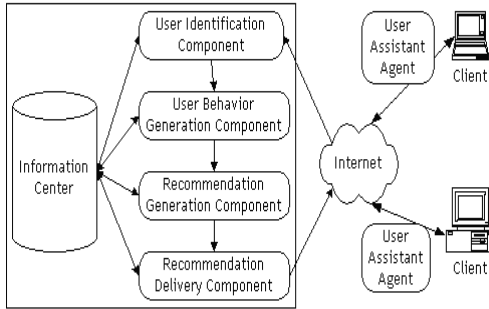 User Identification
Component
User Behavior
Generation Component
Information
Center
Recommendation
Generation Component
Recommendation
Delivery Component
Internet
User
Assistant
Agent
Client
User
Assistant
Agent
Client